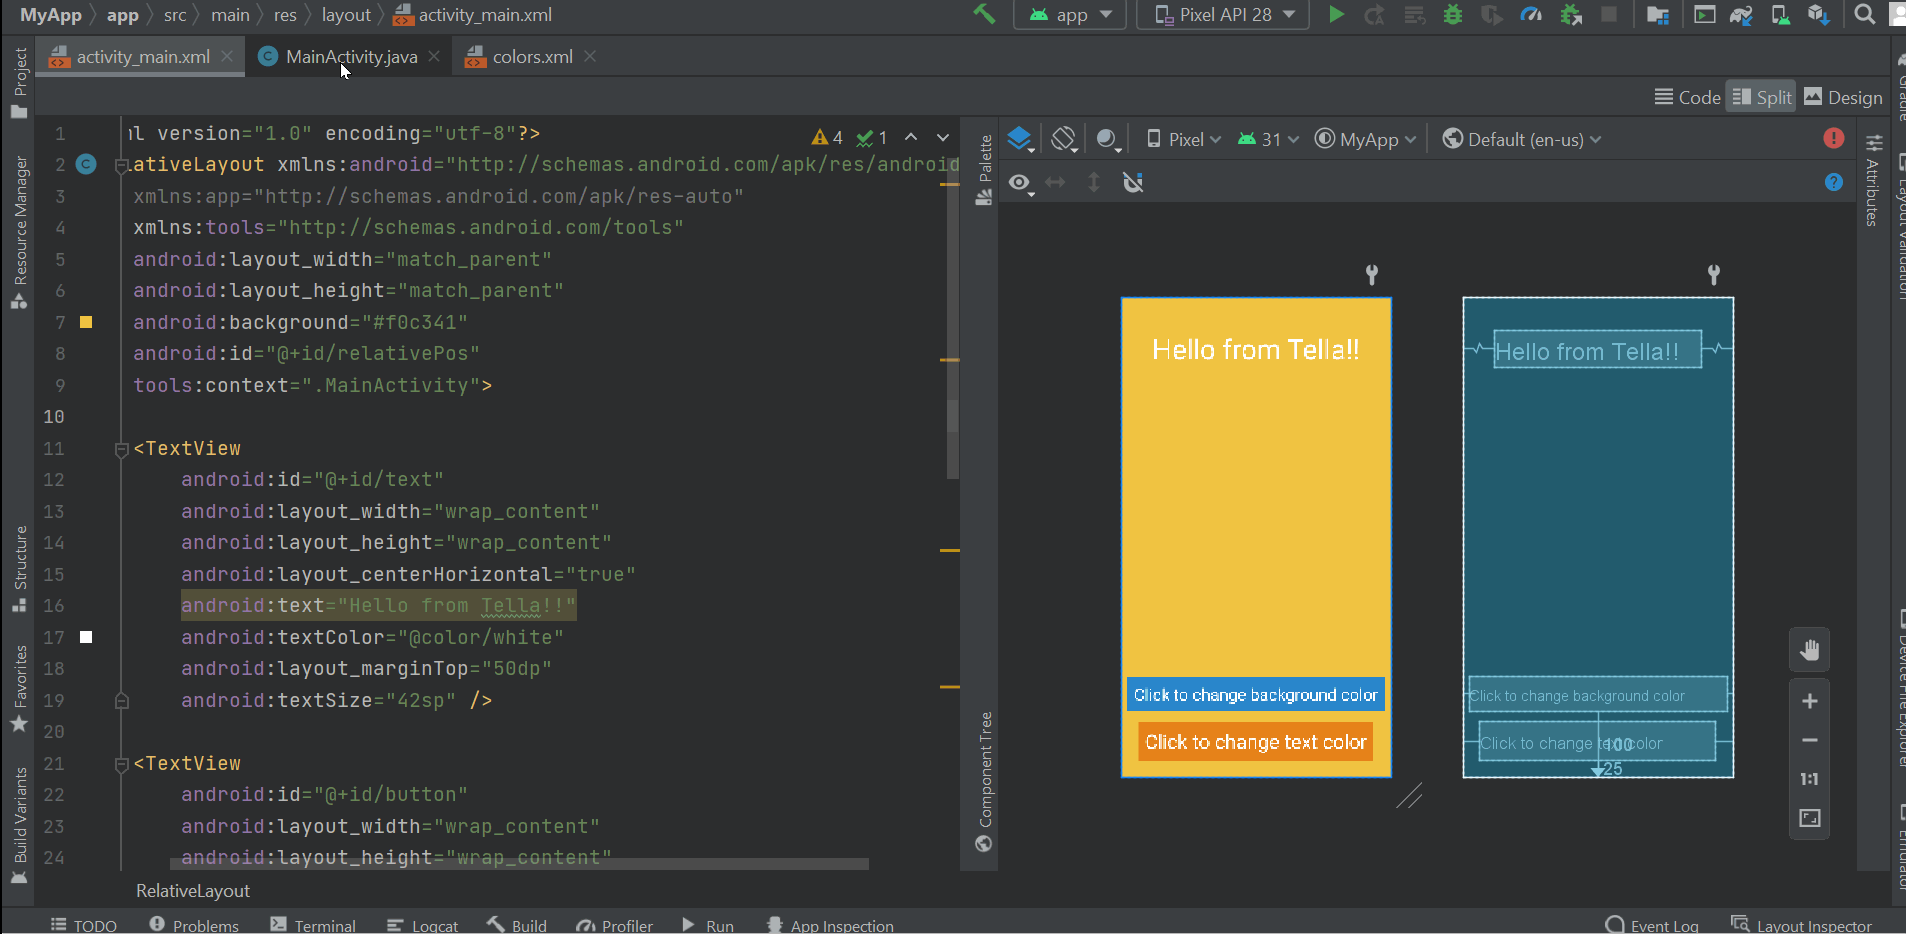 MyApp app src main res layout activity_main.xml app Pixel API 28
activity_main.xml MainActivity.java colors.xml
Code Split Design
1 ml version="1.0" encoding="utf-8"?> 4 1
2 ativeLayout xmlns:android="http://schemas.android.com/apk/res/android
3 xmlns:app="http://schemas.android.com/apk/res-auto"
4 xmlns:tools="http://schemas.android.com/tools"
5 android:layout_width="match_parent"
6 android:layout_height="match_parent"
7 android:background="#f0c341"
8 android:id="@+id/relativePos"
9 tools:context=".MainActivity">
10
11 <TextView
12 android:id="@+id/text"
13 android:layout_width="wrap_content"
14 android:layout_height="wrap_content"
15 android:layout_centerHorizontal="true"
16 android:text="Hello from Tella!!"
17 android:textColor="@color/white"
18 android:layout_marginTop="50dp"
19 android:textSize="42sp" />
20
21 <TextView
22 android:id="@+id/button"
23 android:layout_width="wrap_content"
24 android:layout_height="wrap_content"
RelativeLayout
Project
Resource Manager
Structure
Favorites
Build Variants
Palette
Component Tree
Pixel 31 MyApp Default (en-us)
Hello from Tella!!
Click to change background color
Click to change text color
Hello from Tella!!
Click to change background color
Click to change text color
100
25
1:1
Attributes
Gradle
Layout Validation
Device File Explorer
Emulator
TODO Problems Terminal Logcat Build Profiler Run App Inspection Event Log Layout Inspector